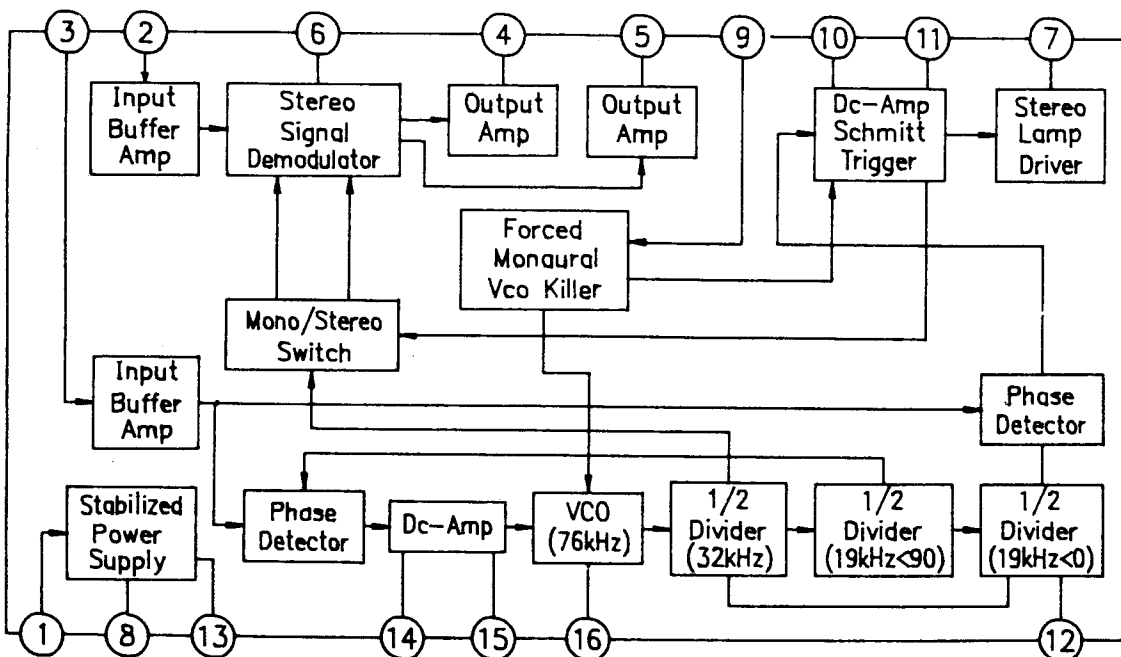 3
2
6
4
5
9
10
11
7
Input
Buffer
Amp
Stereo
Signal
Demodulator
Output
Amp
Output
Amp
Dc-Amp
Schmitt
Trigger
Stereo
Lamp
Driver
Forced
Monaural
Vco Killer
Mono/Stereo
Switch
Input
Buffer
Amp
Phase
Detector
Stabilized
Power
Supply
Phase
Detector
Dc-Amp
VCO
(76kHz)
1/2
Divider
(32kHz)
1/2
Divider
(19kHz<90)
1/2
Divider
(19kHz<0)
1
8
13
14
15
16
12